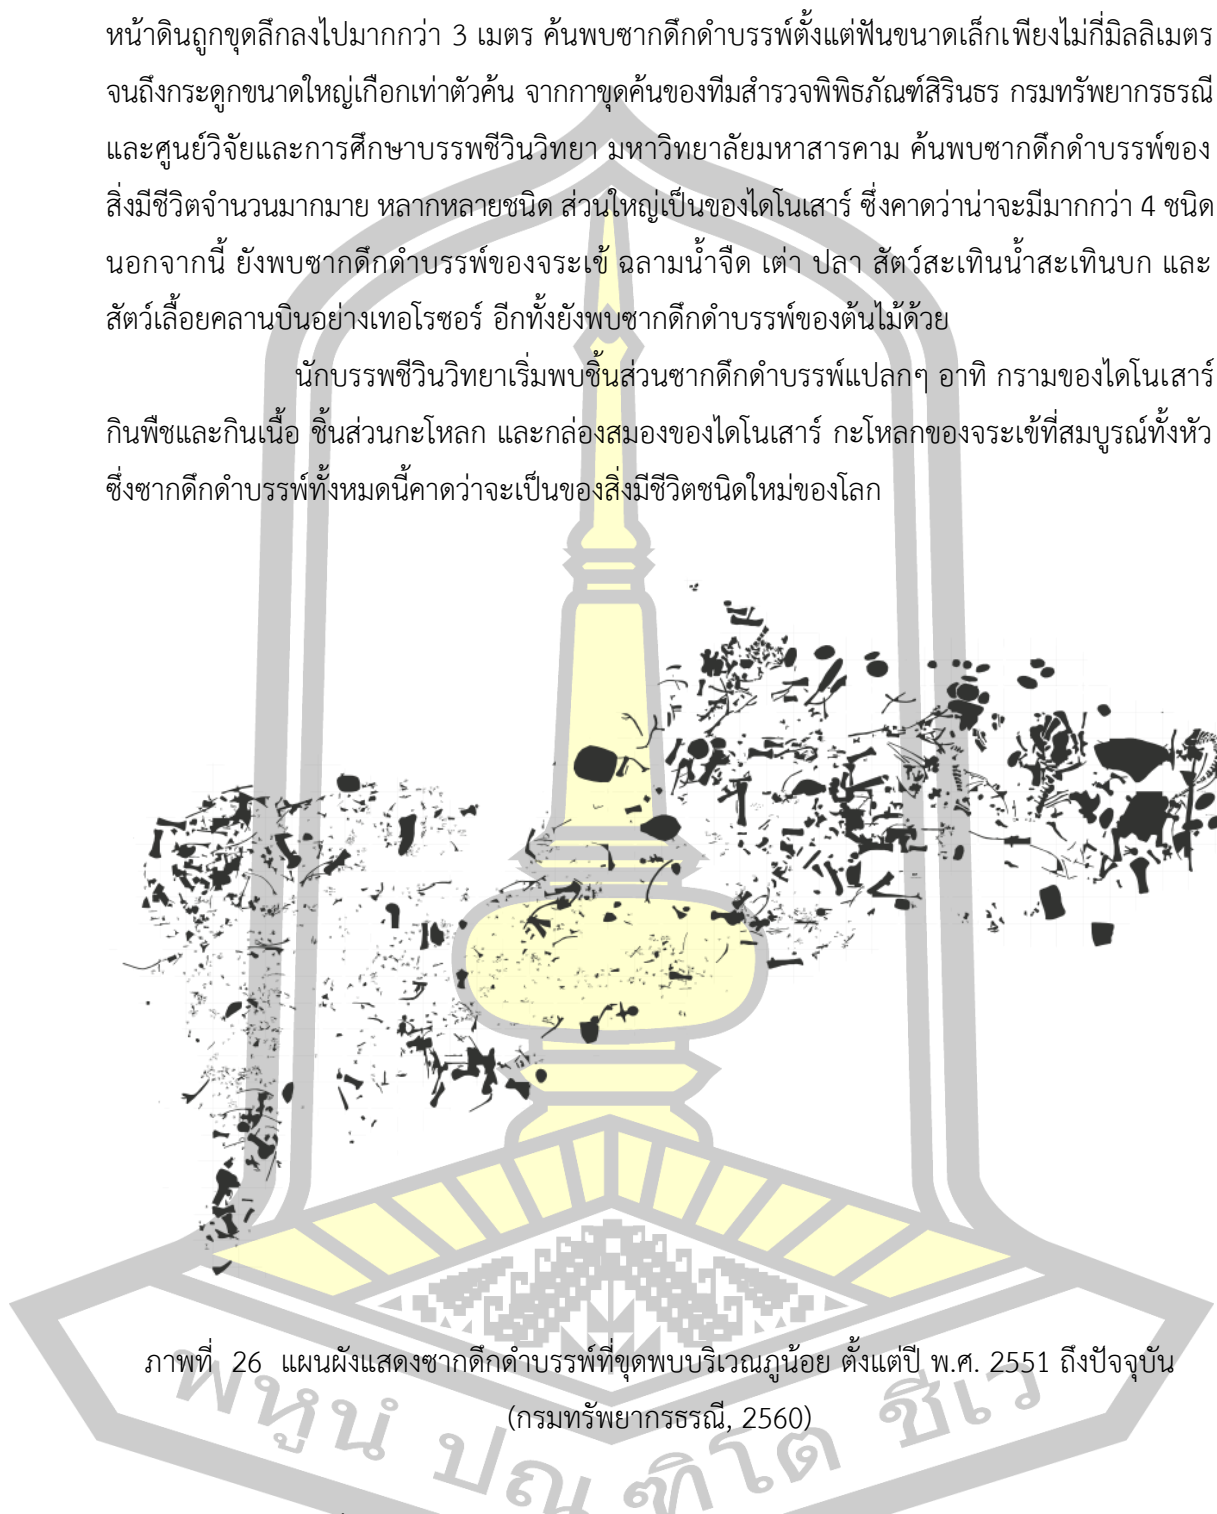 หน้าดินถูกขุดลึกลงไปมากกว่า 3 เมตร ค้นพบซากดึกดำบรรพ์ตั้งแต่ฟันขนาดเล็กเพียงไม่กี่มิลลิเมตร
จนถึงกระดูกขนาดใหญ่เกือกเท่าตัวค้น จากกาขุดค้นของทีมสำรวจพิพิธภัณฑ์สิรินธร กรมทรัพยากรธรณี
และศูนย์วิจัยและการศึกษาบรรพชีวินวิทยา มหาวิทยาลัยมหาสารคาม ค้นพบซากดึกดำบรรพ์ของ
สิ่งมีชีวิตจำนวนมากมาย หลากหลายชนิด ส่วนใหญ่เป็นของไดโนเสาร์ ซึ่งคาดว่าน่าจะมีมากกว่า 4 ชนิด
นอกจากนี้ ยังพบซากดึกดำบรรพ์ของจระเข้ ฉลามน้ำจืด เต่า ปลา สัตว์สะเทินน้ำสะเทินบก และ
สัตว์เลื้อยคลานบินอย่างเทอโรซอร์ อีกทั้งยังพบซากดึกดำบรรพ์ของต้นไม้ด้วย
นักบรรพชีวินวิทยาเริ่มพบชิ้นส่วนซากดึกดำบรรพ์แปลกๆ อาทิ กรามของไดโนเสาร์
กินพืชและกินเนื้อ ชิ้นส่วนกะโหลก และกล่องสมองของไดโนเสาร์ กะโหลกของจระเข้ที่สมบูรณ์ทั้งหัว
ซึ่งซากดึกดำบรรพ์ทั้งหมดนี้คาดว่าจะเป็นของสิ่งมีชีวิตชนิดใหม่ของโลก
ภาพที่ 26 แผนผังแสดงซากดึกดำบรรพ์ที่ขุดพบบริเวณภูน้อย ตั้งแต่ปี พ.ศ. 2551 ถึงปัจจุบัน
(กรมทรัพยากรธรณี, 2560)
พหูนํ ปณฺฑิโต ชีเว